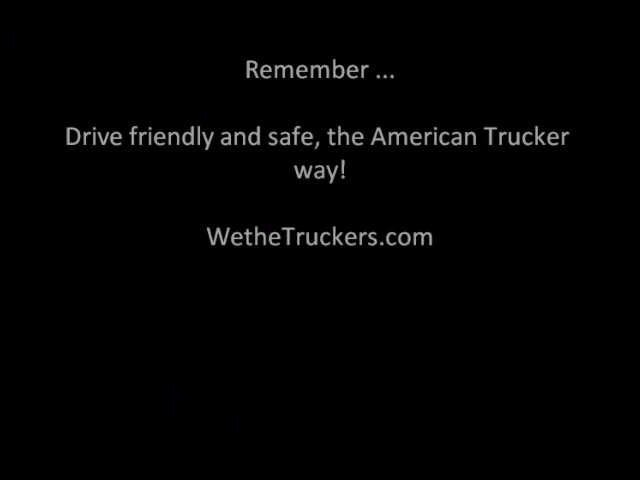 Remember ...
Drive friendly and safe, the American Trucker
way!
WetheTruckers.com